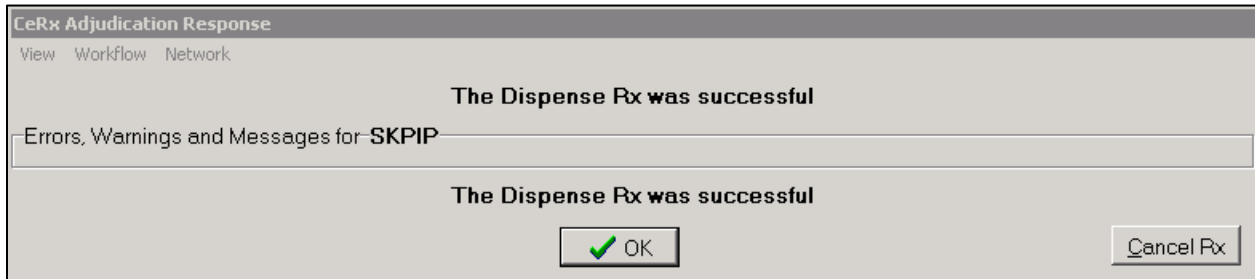 CeRx Adjudication Response
View Workflow Network
The Dispense Rx was successful
Errors, Warnings and Messages for SKPIP
The Dispense Rx was successful
OK
Cancel Rx